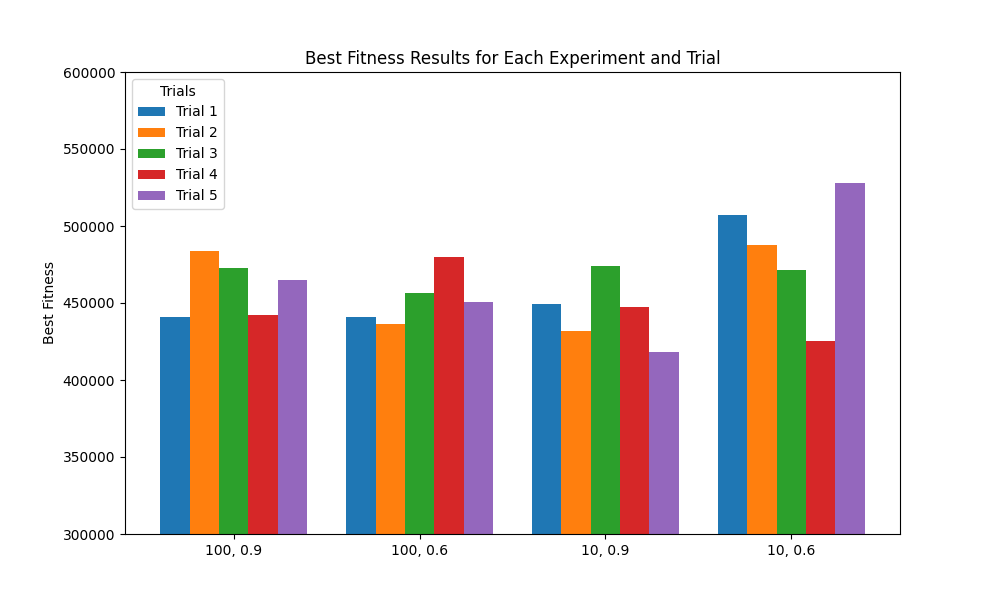 Best Fitness Results for Each Experiment and Trial
600000
550000
500000
450000
400000
350000
300000
Best Fitness
Trials
Trial 1
Trial 2
Trial 3
Trial 4
Trial 5
100, 0.9
100, 0.6
10, 0.9
10, 0.6